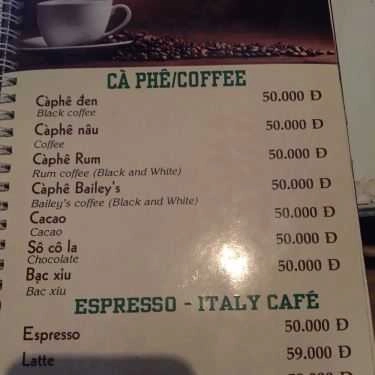 CÀ PHÊ/COFFEE
Càphê đen 50.000 Đ
Black coffee
Càphê nâu 50.000 Đ
Coffee
Càphê Rum 50.000 Đ
Rum coffee (Black and White)
Càphê Bailey's 50.000 Đ
Bailey's coffee (Black and White)
Cacao 50.000 Đ
Cacao
Sô cô la 50.000 Đ
Chocolate
Bạc xỉu 50.000 Đ
Bac xiu
ESPRESSO - ITALY CAFÉ
Espresso 50.000 Đ
Latte 59.000 Đ